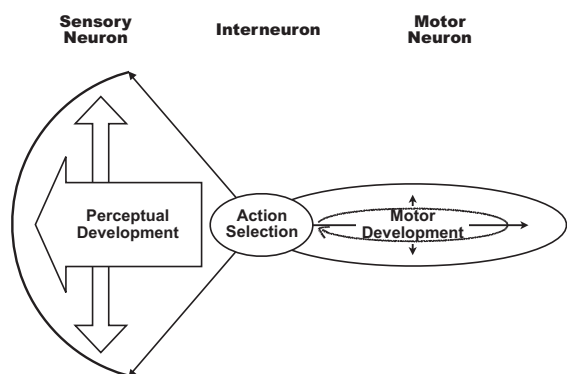 Sensory
Neuron
Interneuron
Motor
Neuron
Perceptual
Development
Action
Selection
Motor
Development